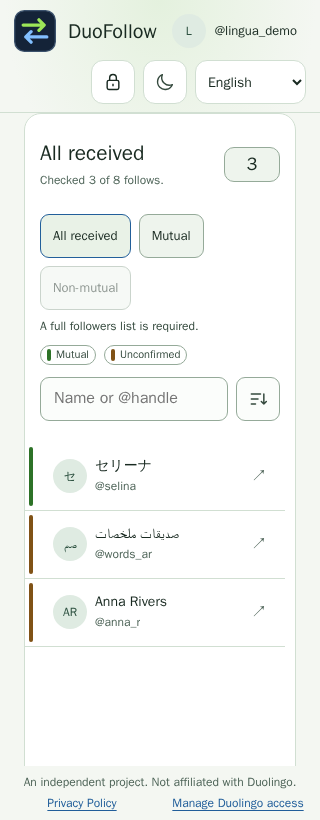 DuoFollow
L
@lingua_demo
English
All received
3
Checked 3 of 8 follows.
All received
Mutual
Non-mutual
A full followers list is required.
Mutual
Unconfirmed
Name or @handle
セ
セリーナ
@selina
صم
صديقات ملخصات
@words_ar
AR
Anna Rivers
@anna_r
An independent project. Not affiliated with Duolingo.
Privacy Policy
Manage Duolingo access